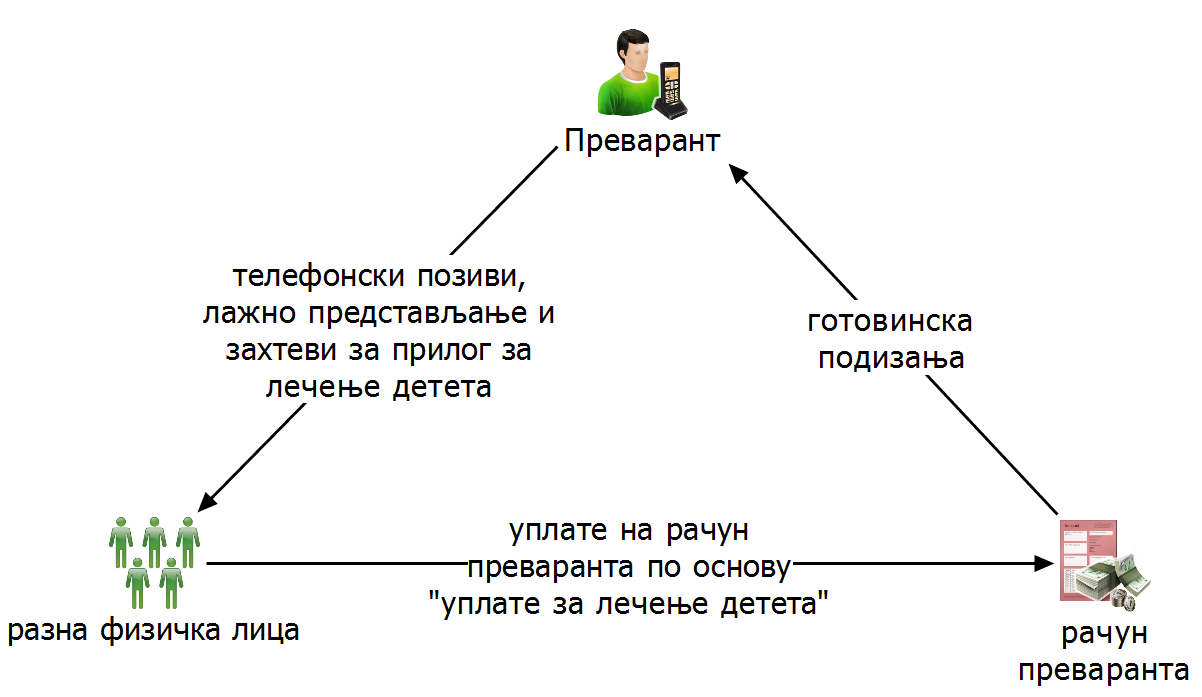 Преварант
телефонски позиви,
лажно представљање и
захтеви за прилог за
лечење детета
готовинска
подизања
уплате на рачун
преваранта по основу
"уплате за лечење детета"
разна физичка лица
рачун
преваранта